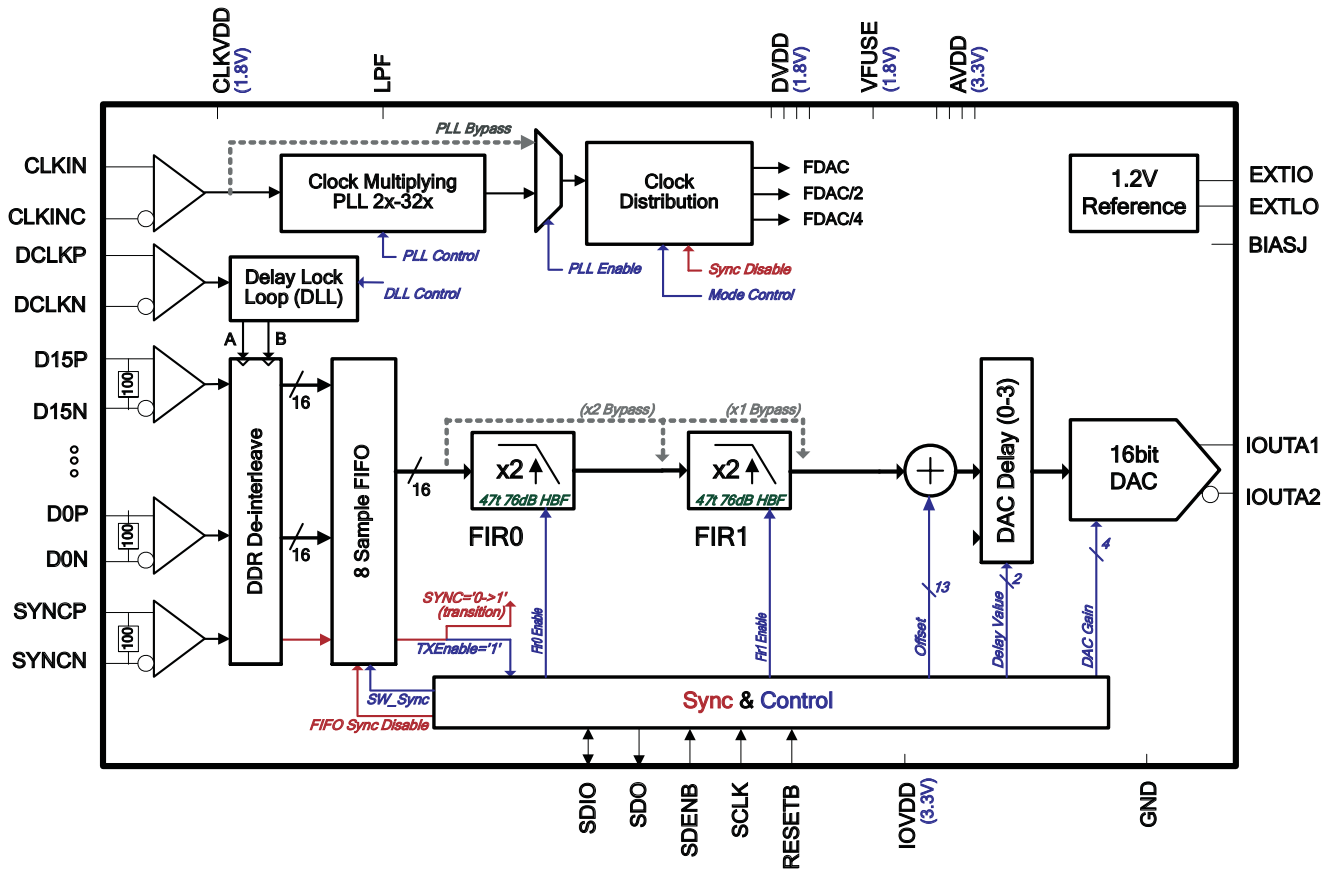 CLKVDD
(1.8V)
LPF
DVDD
(1.8V)
VFUSE
(1.8V)
AVDD
(3.3V)
CLKIN
CLKINC
PLL Bypass
Clock Multiplying
PLL 2x-32x
Clock
Distribution
FDAC
FDAC/2
FDAC/4
1.2V
Reference
EXTIO
EXTLO
BIASJ
PLL Control
PLL Enable
Sync Disable
Mode Control
DCLKP
DCLKN
Delay Lock
Loop (DLL)
DLL Control
A
B
D15P
100
D15N
DDR De-interleave
16
8 Sample FIFO
16
(x2 Bypass)
(x1 Bypass)
x2
47t 76dB HBF
FIR0
x2
47t 76dB HBF
FIR1
DAC Delay (0-3)
16bit
DAC
IOUTA1
IOUTA2
D0P
100
D0N
16
SYNCP
100
SYNCN
SYNC='0->1'
(transition)
TXEnable='1'
Fir0 Enable
Fir1 Enable
Offset
13
Delay Value
2
DAC Gain
4
SW_Sync
FIFO Sync Disable
Sync & Control
SDIO
SDO
SDENB
SCLK
RESETB
IOVDD
(3.3V)
GND